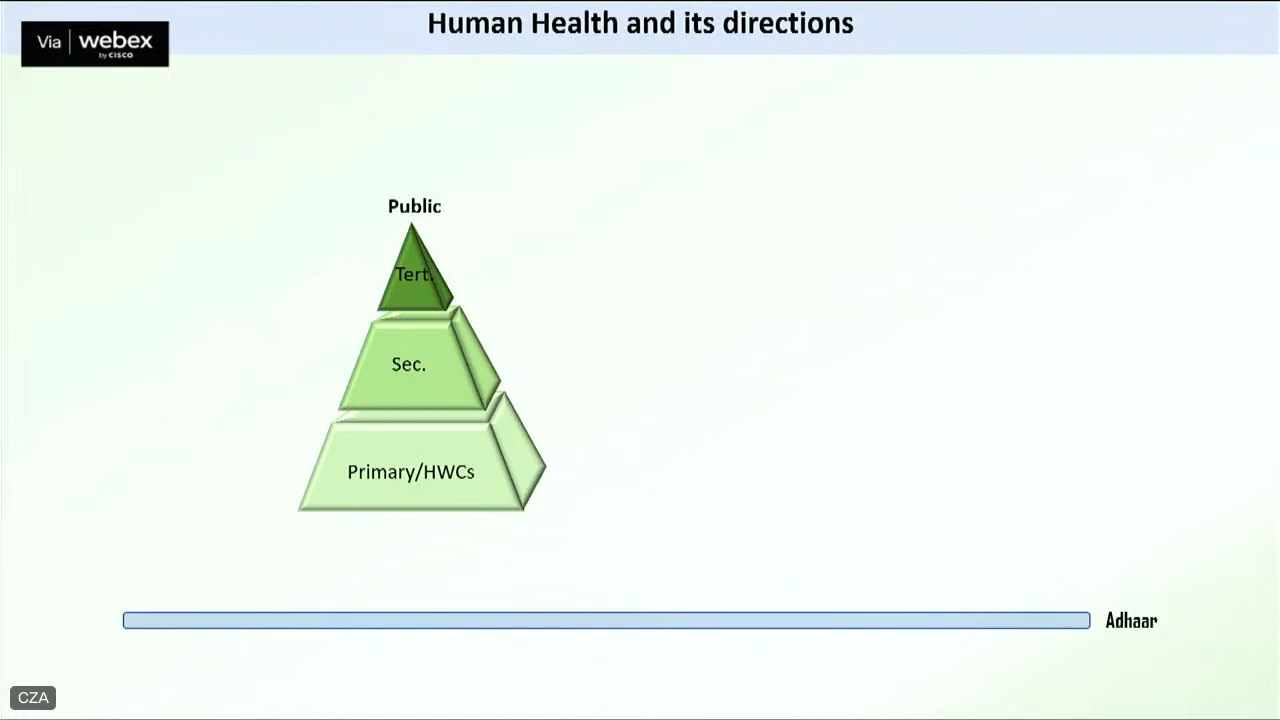 Human Health and its directions
Via webex
by CISCO
Public
Tert.
Sec.
Primary/HWCs
Adhaar
CZA